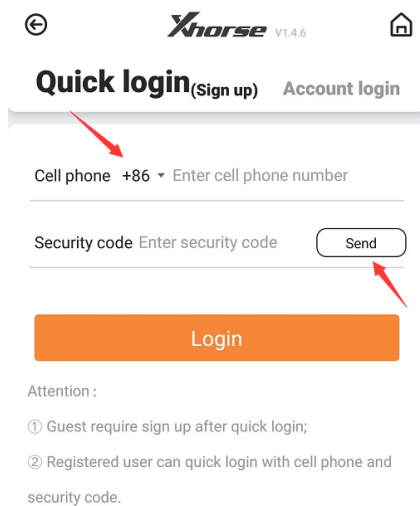 Xhorse V1.4.6
Quick login(Sign up) Account login
Cell phone +86 Enter cell phone number
Security code Enter security code Send
Login
Attention :
① Guest require sign up after quick login;
② Registered user can quick login with cell phone and
security code.